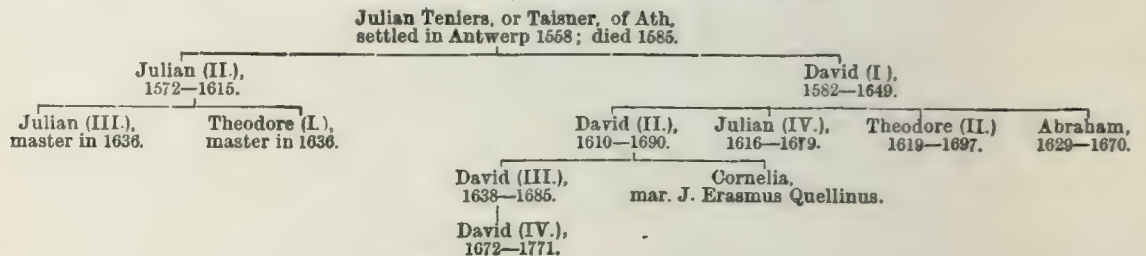 Julian Teniers, or Taisner, of Ath,
settled in Antwerp 1558; died 1585.
Julian (II.),
1572—1615.
David (I),
1582—1649.
Julian (III.),
master in 1636.
Theodore (I.),
master in 1636.
David (II.),
1610—1690.
Julian (IV.),
1616—1679.
Theodore (II.)
1619—1697.
Abraham,
1629—1670.
David (III.),
1638—1685.
Cornelia,
mar. J. Erasmus Quellinus.
David (IV.),
1672—1771.